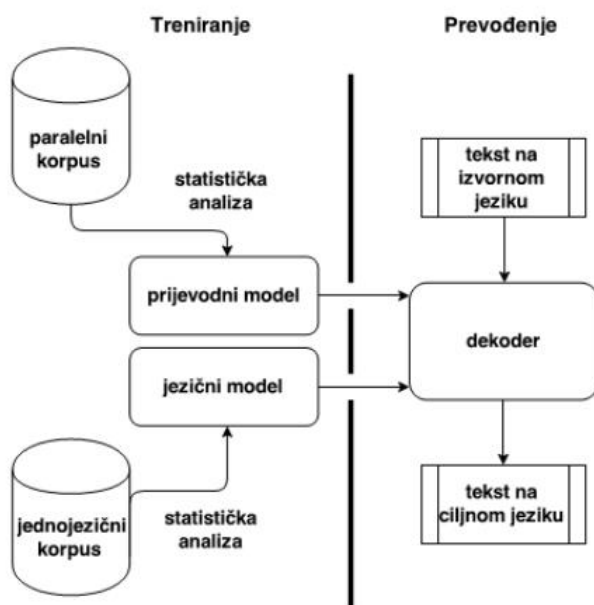 Treniranje
Prevođenje
paralelni
korpus
statistička
analiza
prijevodni model
jezični model
jednojezični
korpus
statistička
analiza
tekst na
izvornom
jeziku
dekoder
tekst na
ciljnom jeziku